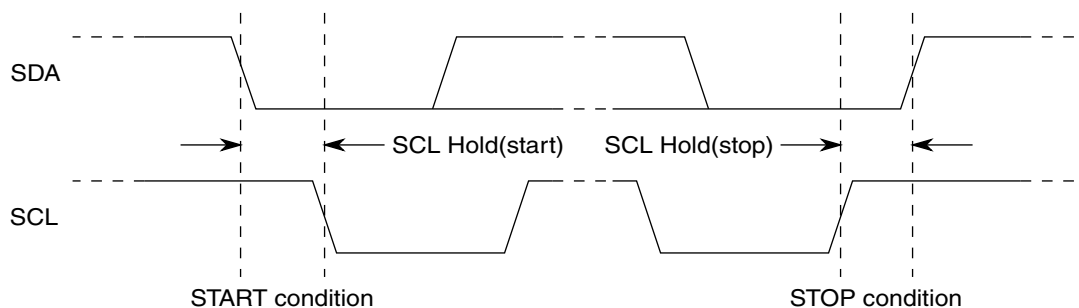 SDA
SCL Hold(start)
SCL Hold(stop)
SCL
START condition
STOP condition